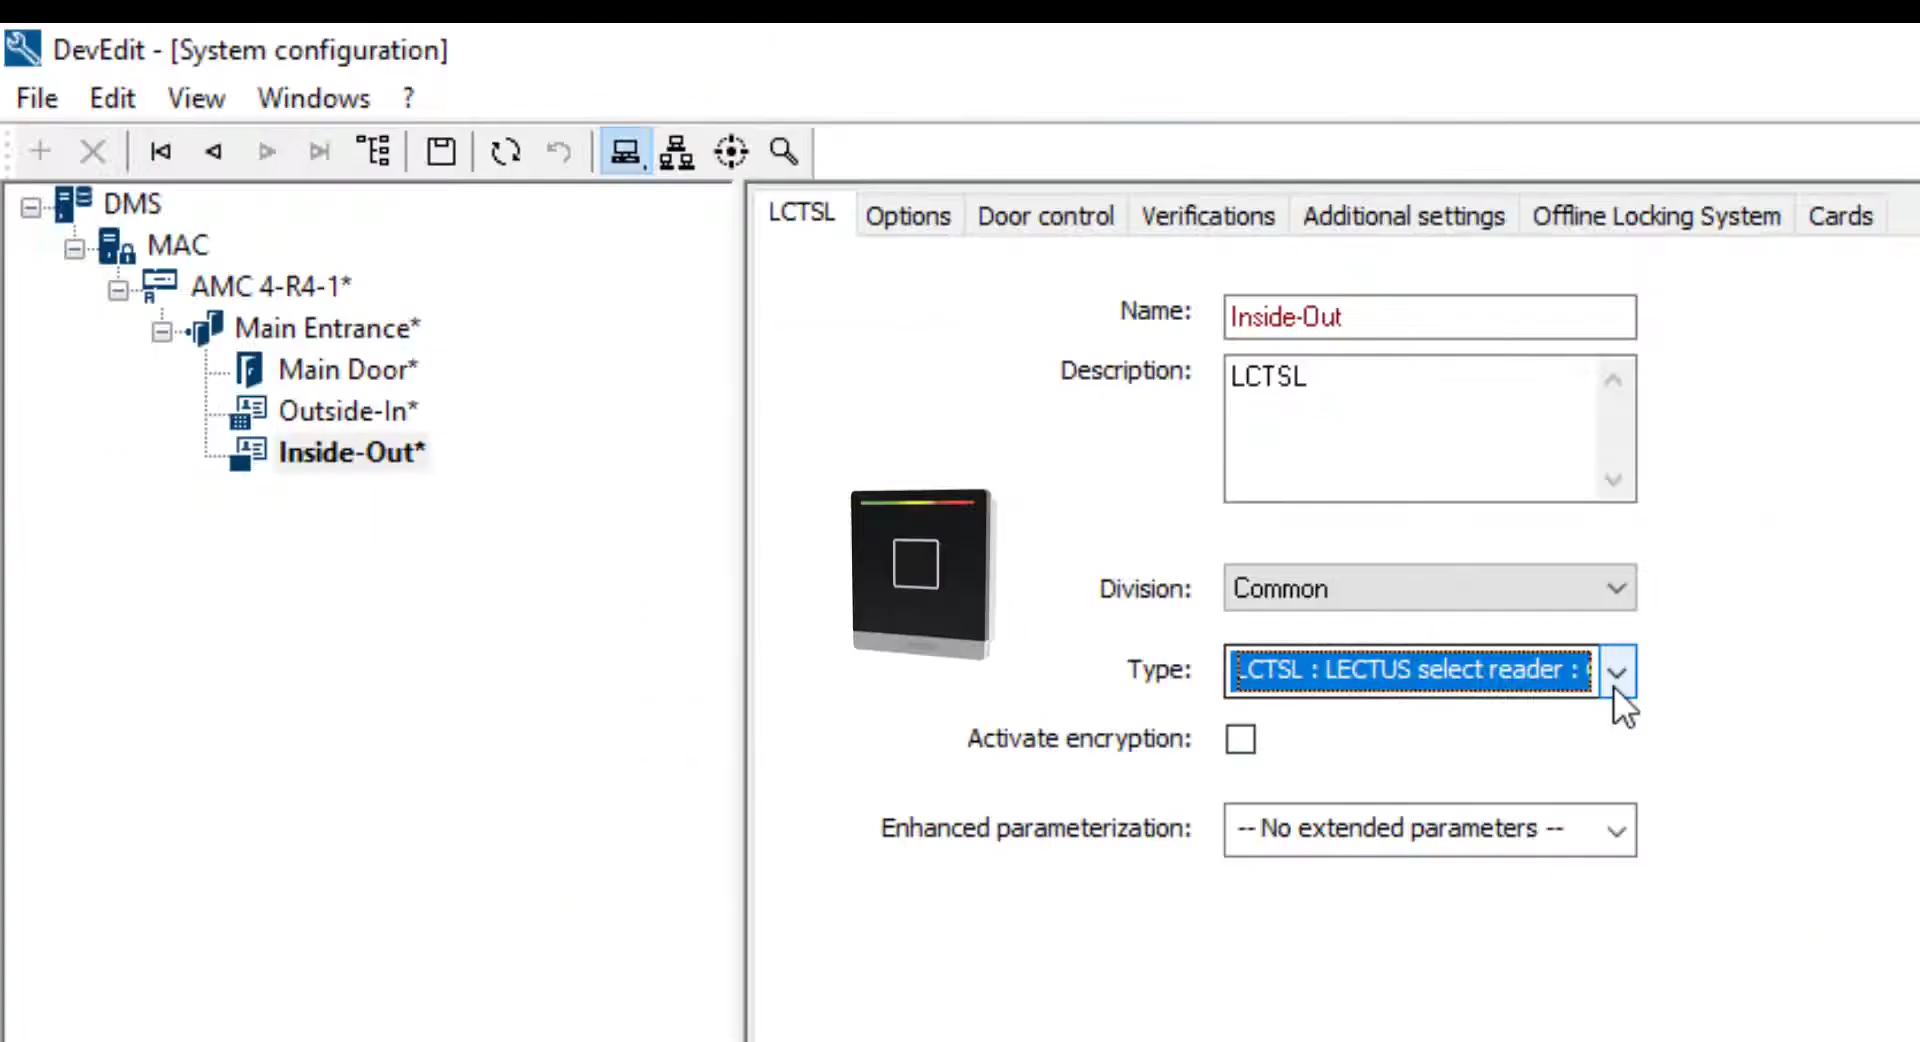 DevEdit - [System configuration]
File Edit View Windows ?
DMS
MAC
AMC 4-R4-1*
Main Entrance*
Main Door*
Outside-In*
Inside-Out*
LCTSL Options Door control Verifications Additional settings Offline Locking System Cards
Name: Inside-Out
Description: LCTSL
Division: Common
Type: LCTSL : LECTUS select reader :
Activate encryption:
Enhanced parameterization: -- No extended parameters --